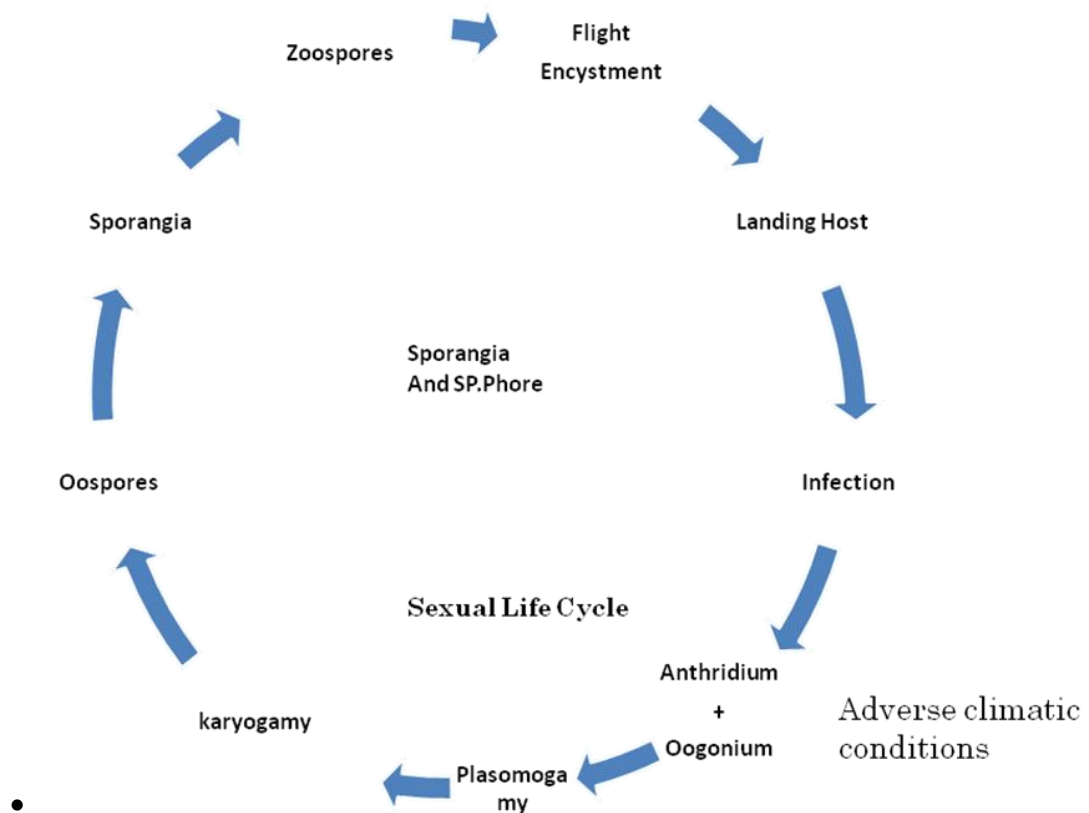 Zoospores
Flight
Encystment
Sporangia
Landing Host
Sporangia
And SP.Phore
Oospores
Infection
Sexual Life Cycle
Anthridium
+
Oogonium
Adverse climatic
conditions
karyogamy
Plasomoga
my